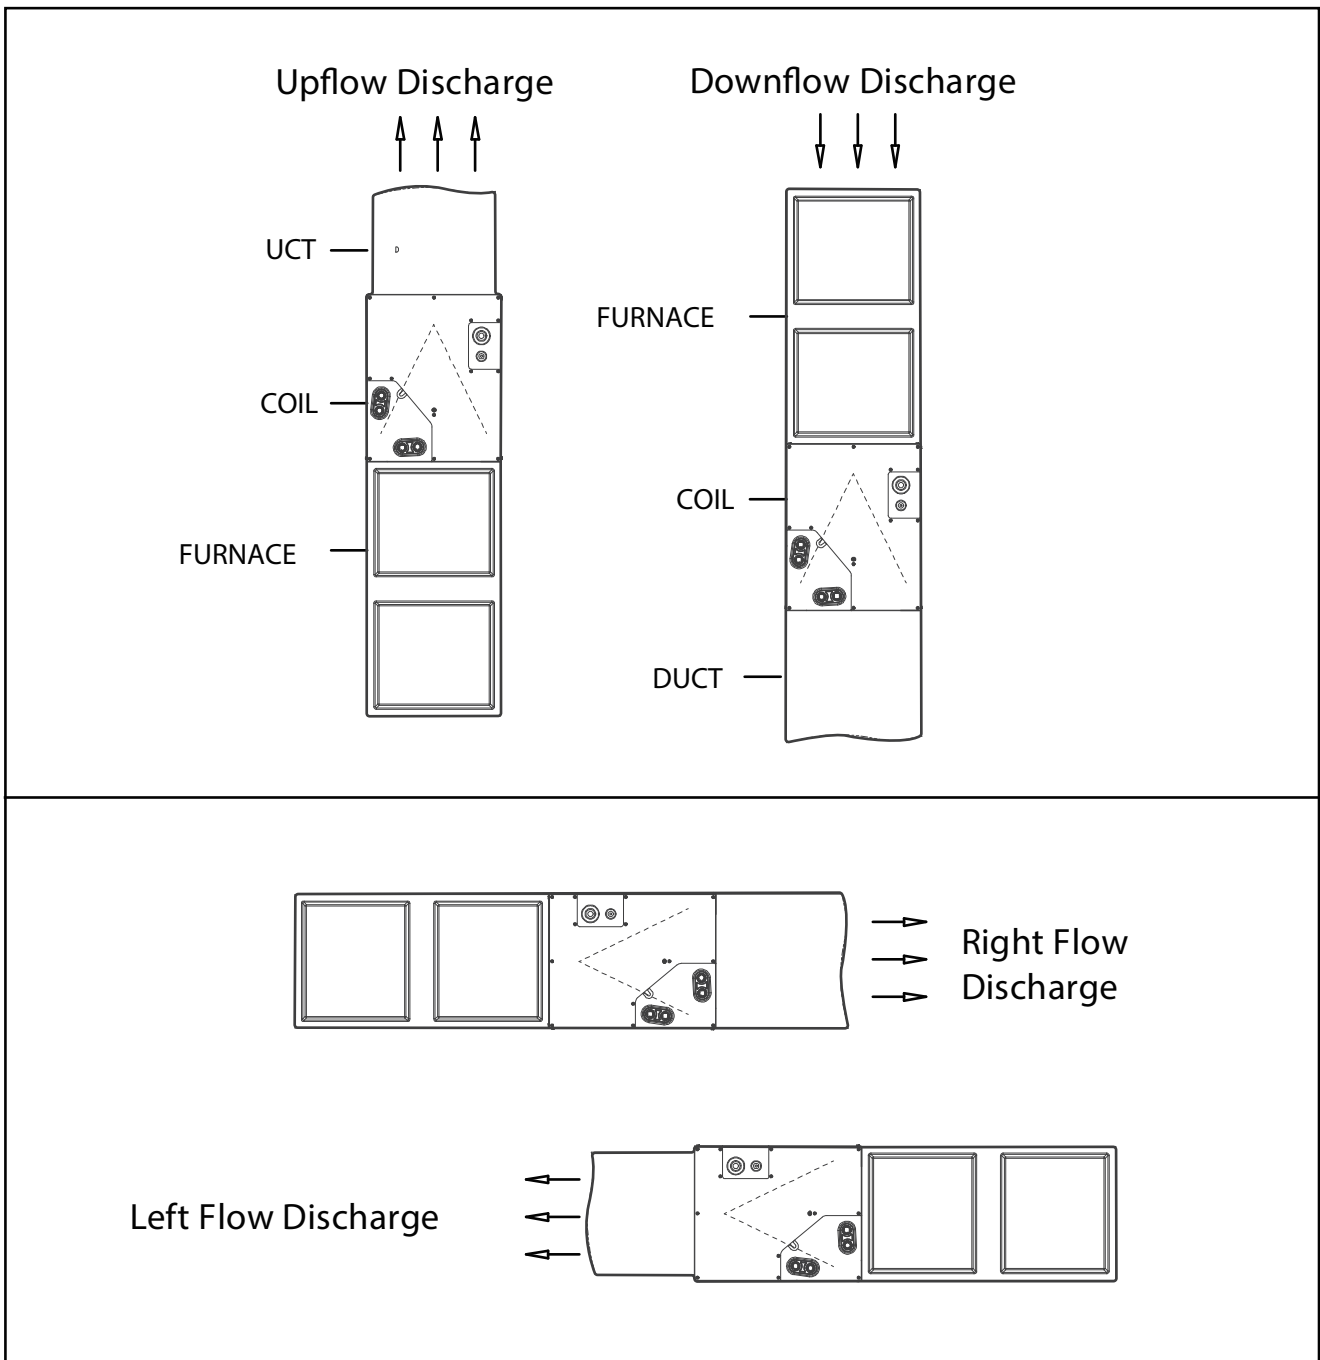 Upflow Discharge
Downflow Discharge
UCT
D
COIL
FURNACE
FURNACE
COIL
DUCT
Right Flow
Discharge
Left Flow Discharge